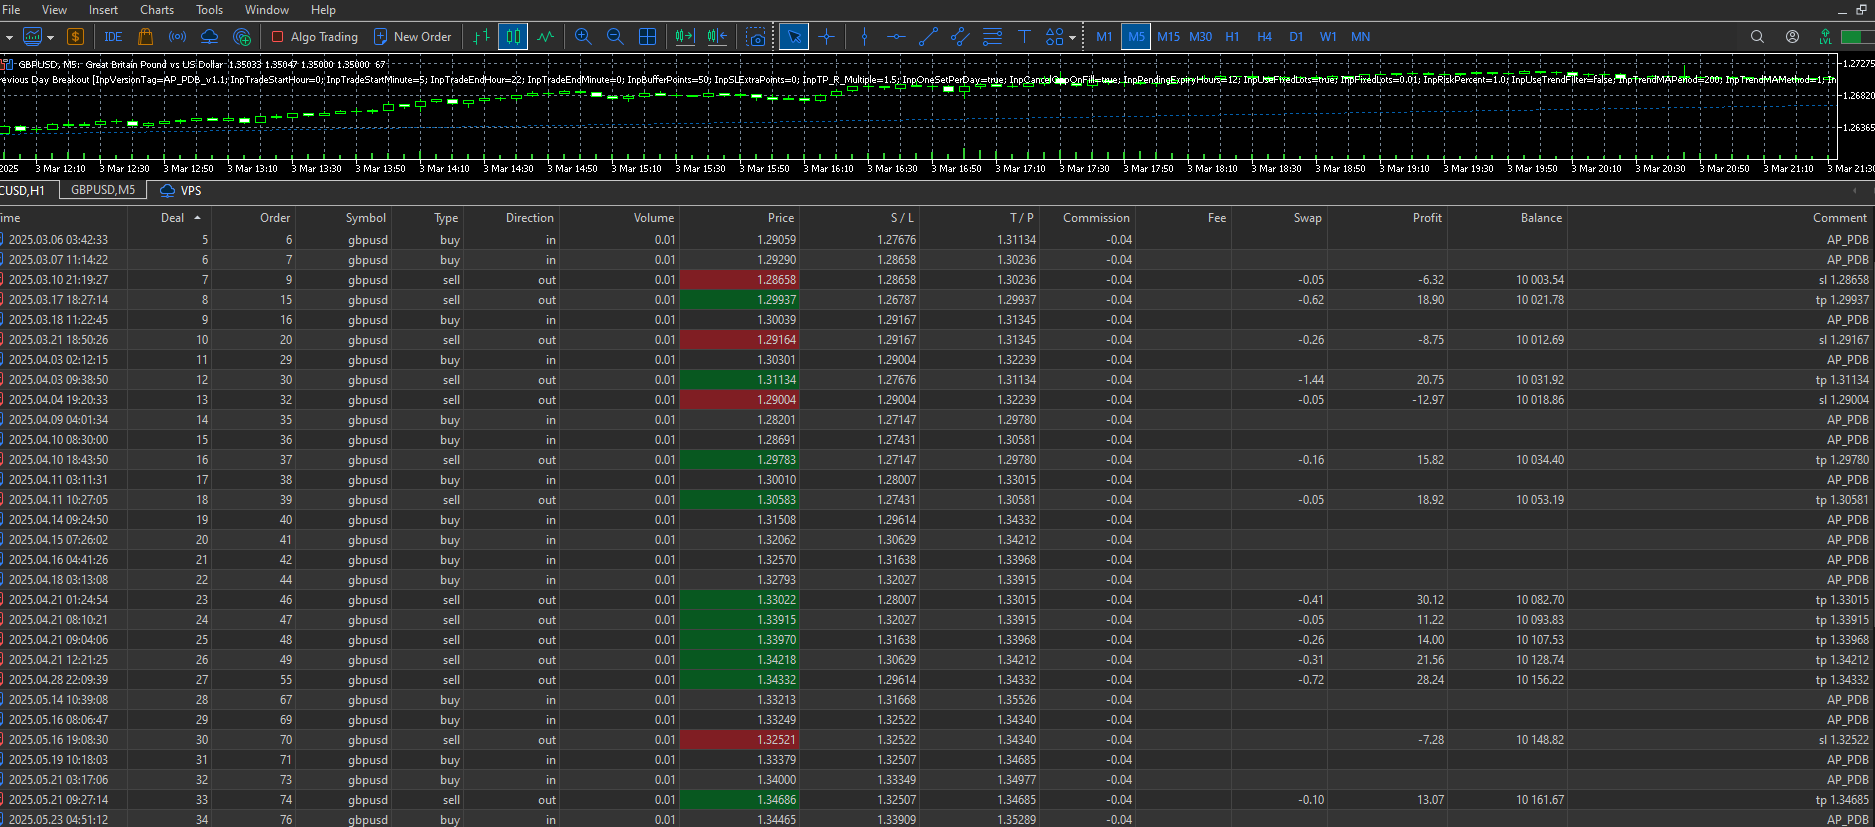 File View Insert Charts Tools Window Help
IDE Algo Trading New Order M1 M5 M15 M30 H1 H4 D1 W1 MN LVL
GBPUSD, M5: Great Britain Pound vs US Dollar 1.35033 1.35047 1.35000 1.35000 67
evious Day Breakout [InpVersionTag=AP_PDB_v1.1; InpTradeStartHour=0; InpTradeStartMinute=5; InpTradeEndHour=22; InpTradeEndMinute=0; InpBufferPoints=50; InpSLExtraPoints=0; InpTP_R_Multiple=1.5; InpOneSetPerDay=true; InpCancelOppOnFill=true; InpPendingExpiryHours=12; InpUseFixedLots=true; InpFixedLots=0.01; InpRiskPercent=1.0; InpUseTrendFilter=false; InpTrendMAPeriod=200; InpTrendMAMethod=1; In
1.27275
1.26820
1.26365
2025 3 Mar 12:10 3 Mar 12:30 3 Mar 12:50 3 Mar 13:10 3 Mar 13:30 3 Mar 13:50 3 Mar 14:10 3 Mar 14:30 3 Mar 14:50 3 Mar 15:10 3 Mar 15:30 3 Mar 15:50 3 Mar 16:10 3 Mar 16:30 3 Mar 16:50 3 Mar 17:10 3 Mar 17:30 3 Mar 17:50 3 Mar 18:10 3 Mar 18:30 3 Mar 18:50 3 Mar 19:10 3 Mar 19:30 3 Mar 19:50 3 Mar 20:10 3 Mar 20:30 3 Mar 20:50 3 Mar 21:10 3 Mar 21:30
CUSD,H1 GBPUSD,M5 VPS
ime Deal Order Symbol Type Direction Volume Price S / L T / P Commission Fee Swap Profit Balance Comment
2025.03.06 03:42:33 5 6 gbpusd buy in 0.01 1.29059 1.27676 1.31134 -0.04 AP_PDB
2025.03.07 11:14:22 6 7 gbpusd buy in 0.01 1.29290 1.28658 1.30236 -0.04 AP_PDB
2025.03.10 21:19:27 7 9 gbpusd sell out 0.01 1.28658 1.28658 1.30236 -0.04 -0.05 -6.32 10 003.54 sl 1.28658
2025.03.17 18:27:14 8 15 gbpusd sell out 0.01 1.29937 1.26787 1.29937 -0.04 -0.62 18.90 10 021.78 tp 1.29937
2025.03.18 11:22:45 9 16 gbpusd buy in 0.01 1.30039 1.29167 1.31345 -0.04 AP_PDB
2025.03.21 18:50:26 10 20 gbpusd sell out 0.01 1.29164 1.29167 1.31345 -0.04 -0.26 -8.75 10 012.69 sl 1.29167
2025.04.03 02:12:15 11 29 gbpusd buy in 0.01 1.30301 1.29004 1.32239 -0.04 AP_PDB
2025.04.03 09:38:50 12 30 gbpusd sell out 0.01 1.31134 1.27676 1.31134 -0.04 -1.44 20.75 10 031.92 tp 1.31134
2025.04.04 19:20:33 13 32 gbpusd sell out 0.01 1.29004 1.29004 1.32239 -0.04 -0.05 -12.97 10 018.86 sl 1.29004
2025.04.09 04:01:34 14 35 gbpusd buy in 0.01 1.28201 1.27147 1.29780 -0.04 AP_PDB
2025.04.10 08:30:00 15 36 gbpusd buy in 0.01 1.28691 1.27431 1.30581 -0.04 AP_PDB
2025.04.10 18:43:50 16 37 gbpusd sell out 0.01 1.29783 1.27147 1.29780 -0.04 -0.16 15.82 10 034.40 tp 1.29780
2025.04.11 03:11:31 17 38 gbpusd buy in 0.01 1.30010 1.28007 1.33015 -0.04 AP_PDB
2025.04.11 10:27:05 18 39 gbpusd sell out 0.01 1.30583 1.27431 1.30581 -0.04 -0.05 18.92 10 053.19 tp 1.30581
2025.04.14 09:24:50 19 40 gbpusd buy in 0.01 1.31508 1.29614 1.34332 -0.04 AP_PDB
2025.04.15 07:26:02 20 41 gbpusd buy in 0.01 1.32062 1.30629 1.34212 -0.04 AP_PDB
2025.04.16 04:41:26 21 42 gbpusd buy in 0.01 1.32570 1.31638 1.33968 -0.04 AP_PDB
2025.04.18 03:13:08 22 44 gbpusd buy in 0.01 1.32793 1.32027 1.33915 -0.04 AP_PDB
2025.04.21 01:24:54 23 46 gbpusd sell out 0.01 1.33022 1.28007 1.33015 -0.04 -0.41 30.12 10 082.70 tp 1.33015
2025.04.21 08:10:21 24 47 gbpusd sell out 0.01 1.33915 1.32027 1.33915 -0.04 -0.05 11.22 10 093.83 tp 1.33915
2025.04.21 09:04:06 25 48 gbpusd sell out 0.01 1.33970 1.31638 1.33968 -0.04 -0.26 14.00 10 107.53 tp 1.33968
2025.04.21 12:21:25 26 49 gbpusd sell out 0.01 1.34218 1.30629 1.34212 -0.04 -0.31 21.56 10 128.74 tp 1.34212
2025.04.28 22:09:39 27 55 gbpusd sell out 0.01 1.34332 1.29614 1.34332 -0.04 -0.72 28.24 10 156.22 tp 1.34332
2025.05.14 10:39:08 28 67 gbpusd buy in 0.01 1.33213 1.31668 1.35526 -0.04 AP_PDB
2025.05.16 08:06:47 29 69 gbpusd buy in 0.01 1.33249 1.32522 1.34340 -0.04 AP_PDB
2025.05.16 19:08:30 30 70 gbpusd sell out 0.01 1.32521 1.32522 1.34340 -0.04 -7.28 10 148.82 sl 1.32522
2025.05.19 10:18:03 31 71 gbpusd buy in 0.01 1.33379 1.32507 1.34685 -0.04 AP_PDB
2025.05.21 03:17:06 32 73 gbpusd buy in 0.01 1.34000 1.33349 1.34977 -0.04 AP_PDB
2025.05.21 09:27:14 33 74 gbpusd sell out 0.01 1.34686 1.32507 1.34685 -0.04 -0.10 13.07 10 161.67 tp 1.34685
2025.05.23 04:51:12 34 76 gbpusd buy in 0.01 1.34465 1.33909 1.35289 -0.04 AP_PDB